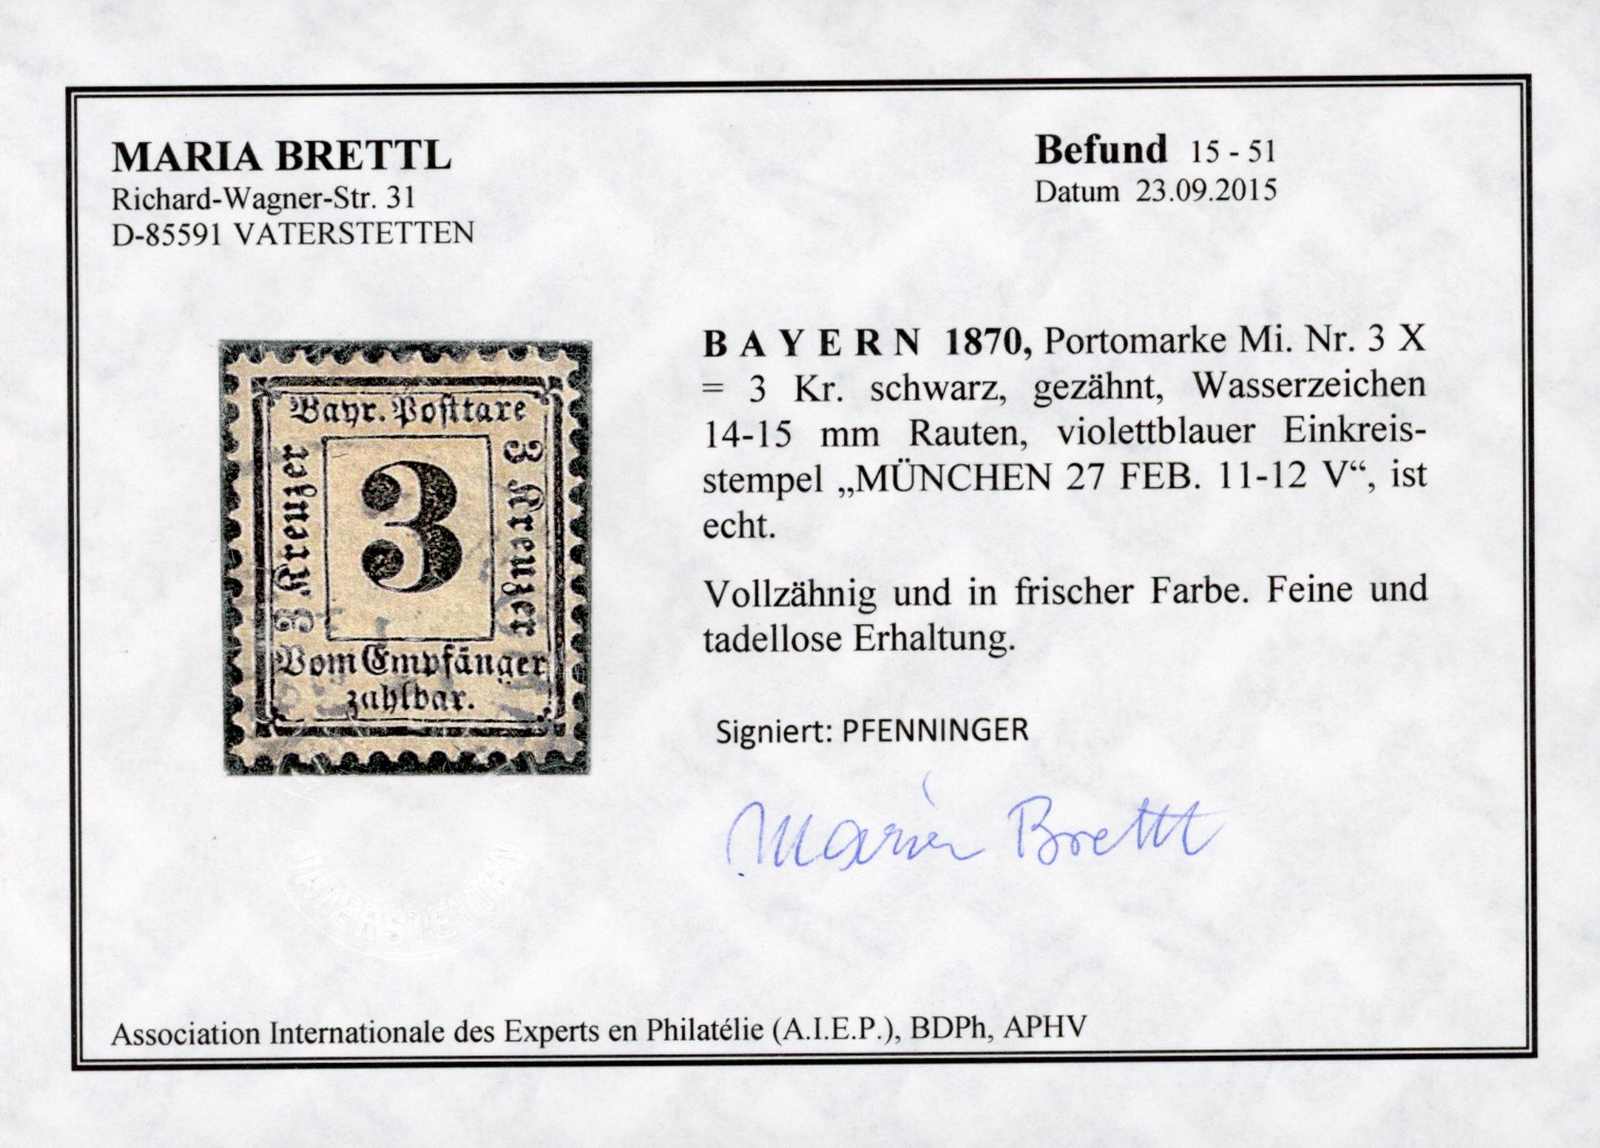 MARIA BRETTL
Richard-Wagner-Str. 31
D-85591 VATERSTETTEN
Befund 15 - 51
Datum 23.09.2015
Bayr. Posttaxe
3 Kreuzer
3
3 Kreuzer
Vom Empfänger
zahlbar.
BAYERN 1870, Portomarke Mi. Nr. 3 X
= 3 Kr. schwarz, gezähnt, Wasserzeichen
14-15 mm Rauten, violettblauer Einkreis-
stempel „MÜNCHEN 27 FEB. 11-12 V“, ist
echt.
Vollzähnig und in frischer Farbe. Feine und
tadellose Erhaltung.
Signiert: PFENNINGER
Maria Brettl
Association Internationale des Experts en Philatélie (A.I.E.P.), BDPh, APHV